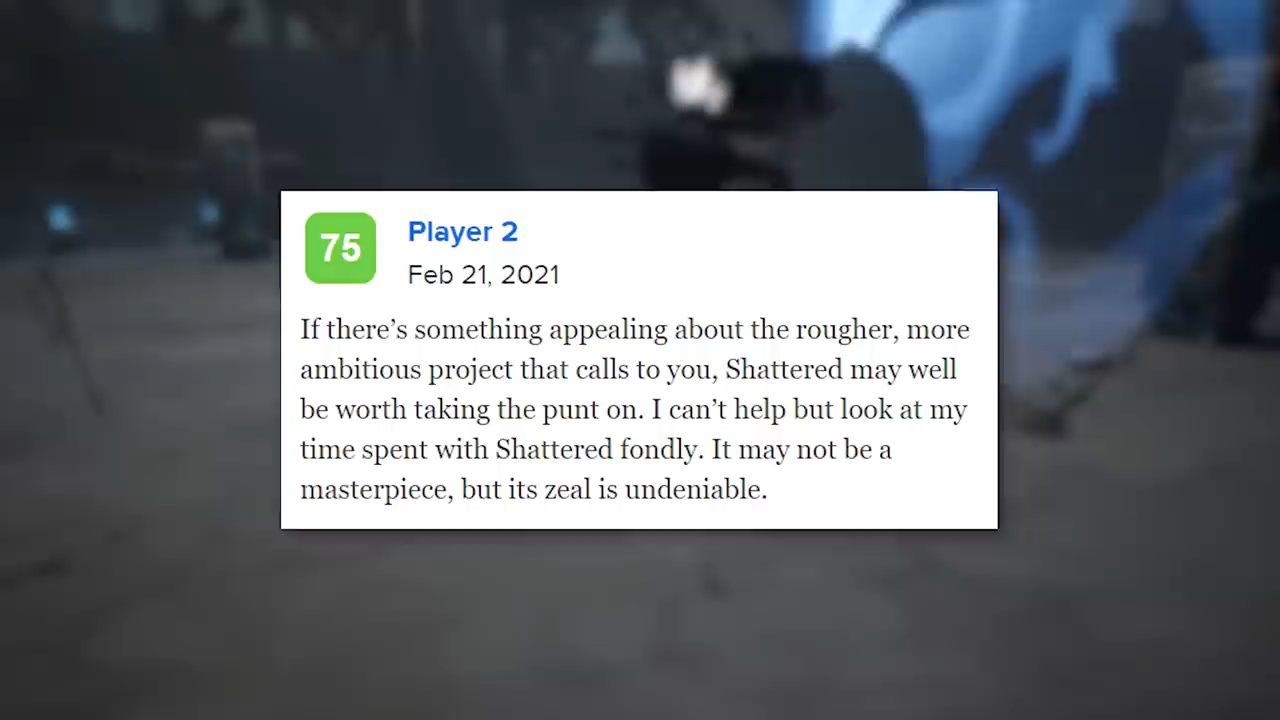 75
Player 2
Feb 21, 2021
If there’s something appealing about the rougher, more
ambitious project that calls to you, Shattered may well
be worth taking the punt on. I can’t help but look at my
time spent with Shattered fondly. It may not be a
masterpiece, but its zeal is undeniable.